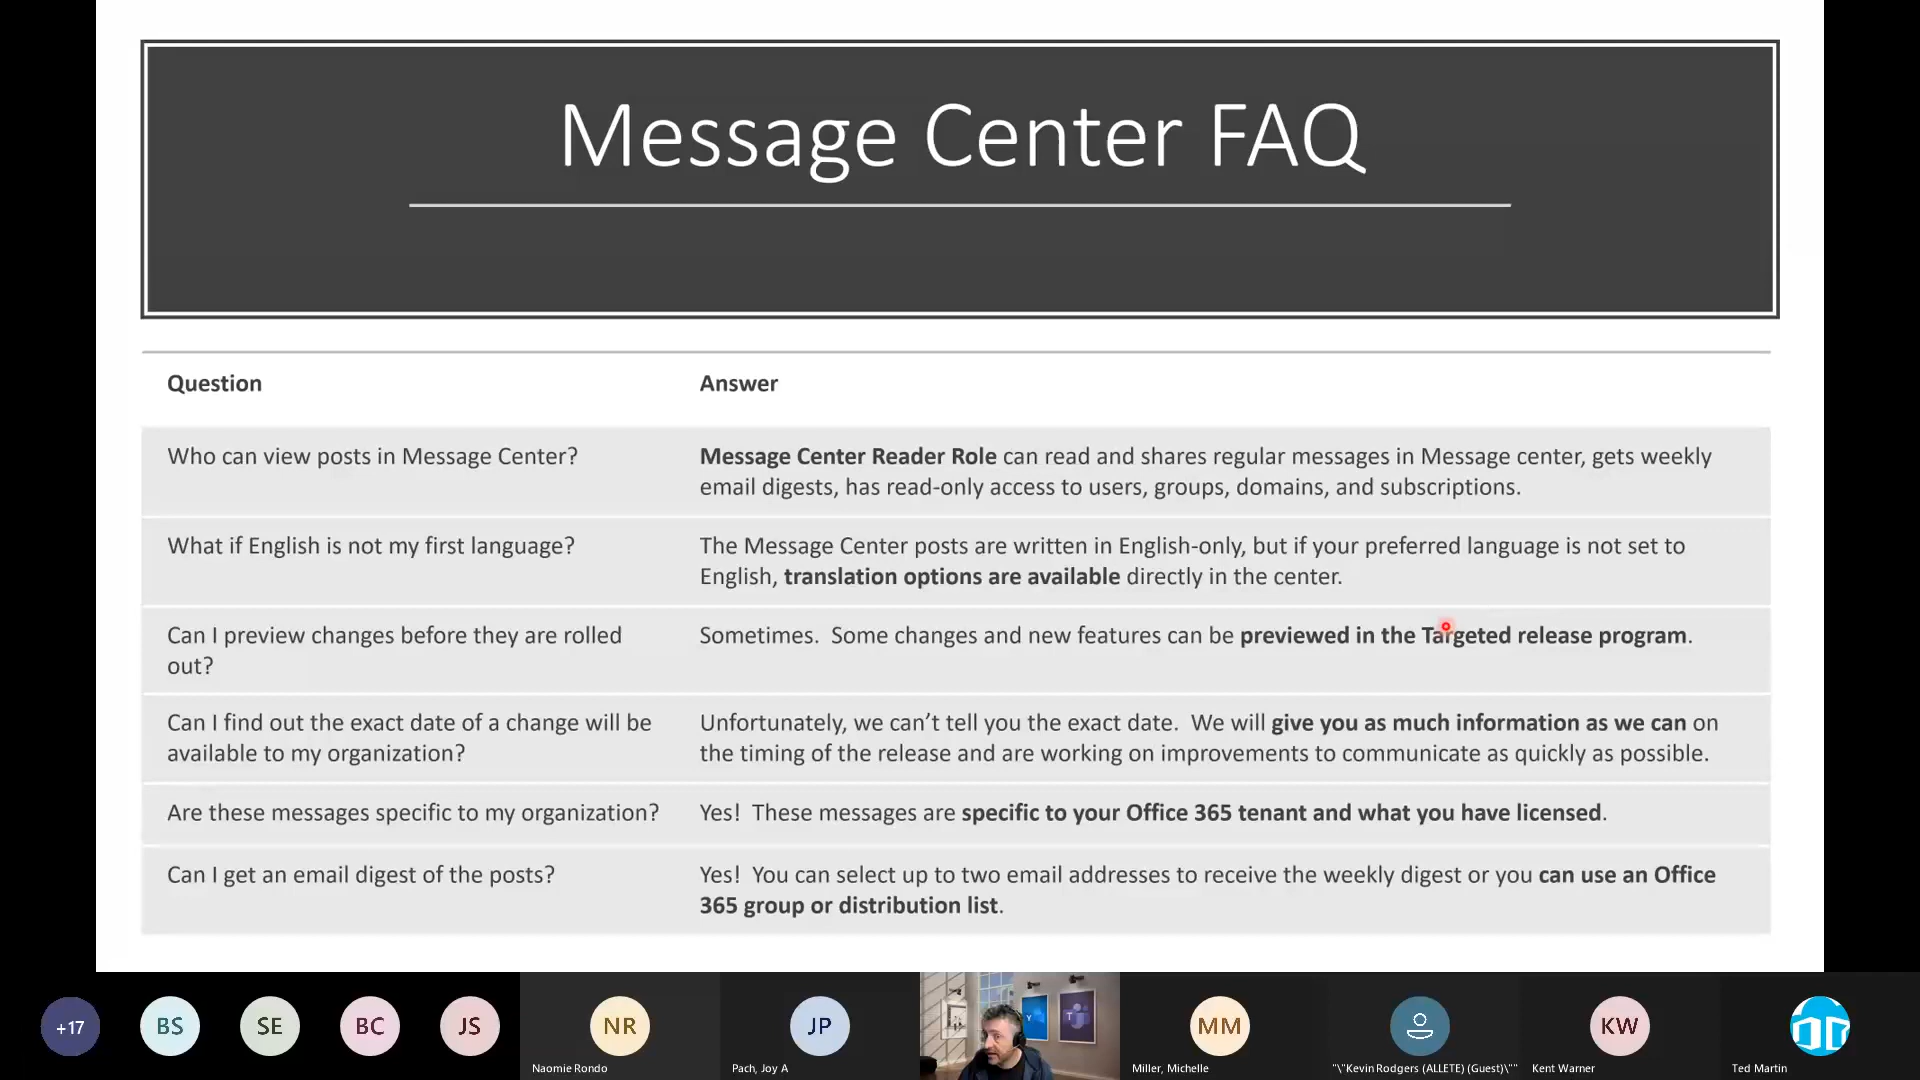 Message Center FAQ
Question
Answer
Who can view posts in Message Center?
Message Center Reader Role can read and shares regular messages in Message center, gets weekly
email digests, has read-only access to users, groups, domains, and subscriptions.
What if English is not my first language?
The Message Center posts are written in English-only, but if your preferred language is not set to
English, translation options are available directly in the center.
Can I preview changes before they are rolled
out?
Sometimes.  Some changes and new features can be previewed in the Targeted release program.
Can I find out the exact date of a change will be
available to my organization?
Unfortunately, we can't tell you the exact date.  We will give you as much information as we can on
the timing of the release and are working on improvements to communicate as quickly as possible.
Are these messages specific to my organization?
Yes!  These messages are specific to your Office 365 tenant and what you have licensed.
Can I get an email digest of the posts?
Yes!  You can select up to two email addresses to receive the weekly digest or you can use an Office
365 group or distribution list.
+17
BS
SE
BC
JS
NR
Naomie Rondo
JP
Pach, Joy A
Y
T
MM
Miller, Michelle
"\"Kevin Rodgers (ALLETE) (Guest)\""
KW
Kent Warner
Ted Martin